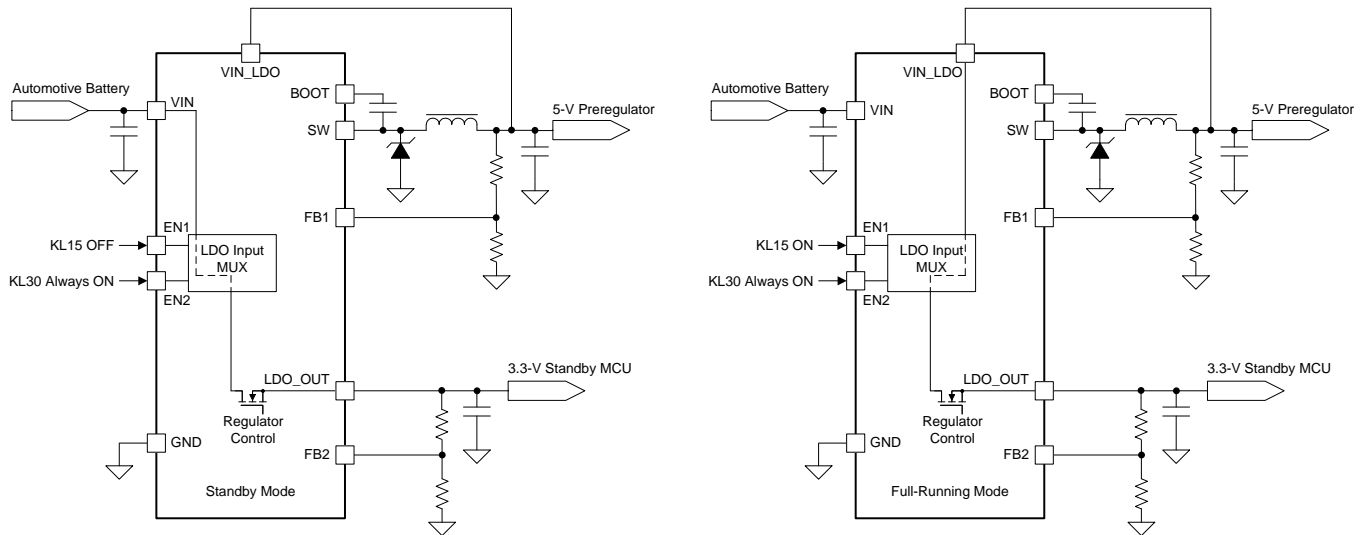 VIN_LDO
Automotive Battery
VIN
BOOT
5-V Preregulator
SW
FB1
EN1
KL15 OFF
LDO Input
MUX
KL30 Always ON
EN2
3.3-V Standby MCU
LDO_OUT
Regulator
Control
GND
FB2
Standby Mode
VIN_LDO
Automotive Battery
VIN
BOOT
5-V Preregulator
SW
FB1
EN1
KL15 ON
LDO Input
MUX
KL30 Always ON
EN2
3.3-V Standby MCU
LDO_OUT
Regulator
Control
GND
FB2
Full-Running Mode